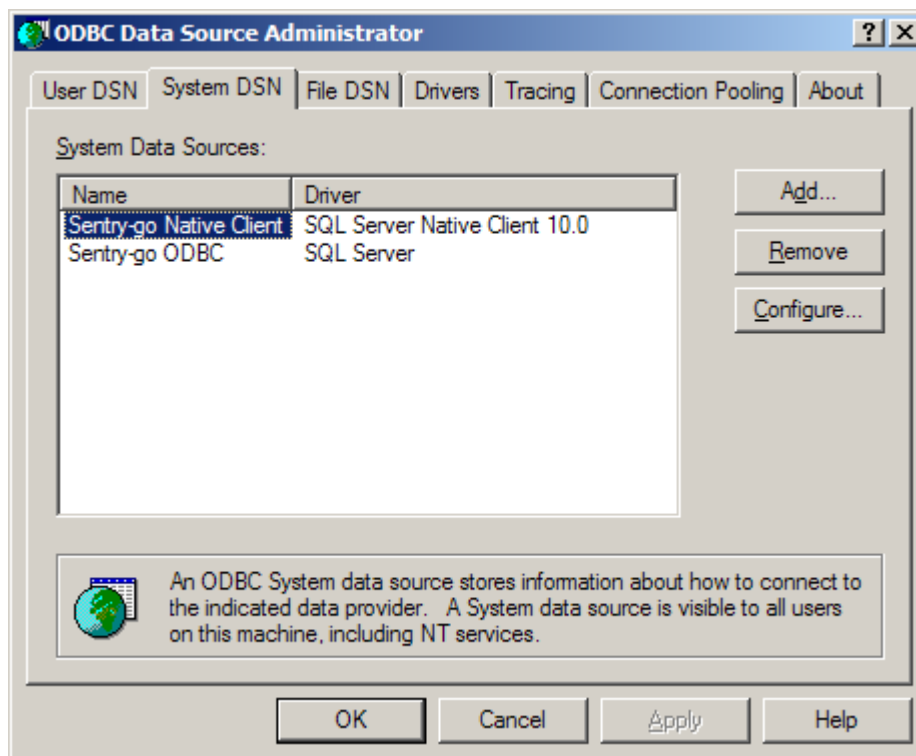 ODBC Data Source Administrator
User DSN System DSN File DSN Drivers Tracing Connection Pooling About
System Data Sources:
Name Driver
Sentry-go Native Client SQL Server Native Client 10.0
Sentry-go ODBC SQL Server
Add...
Remove
Configure...
An ODBC System data source stores information about how to connect to
the indicated data provider. A System data source is visible to all users
on this machine, including NT services.
OK Cancel Apply Help